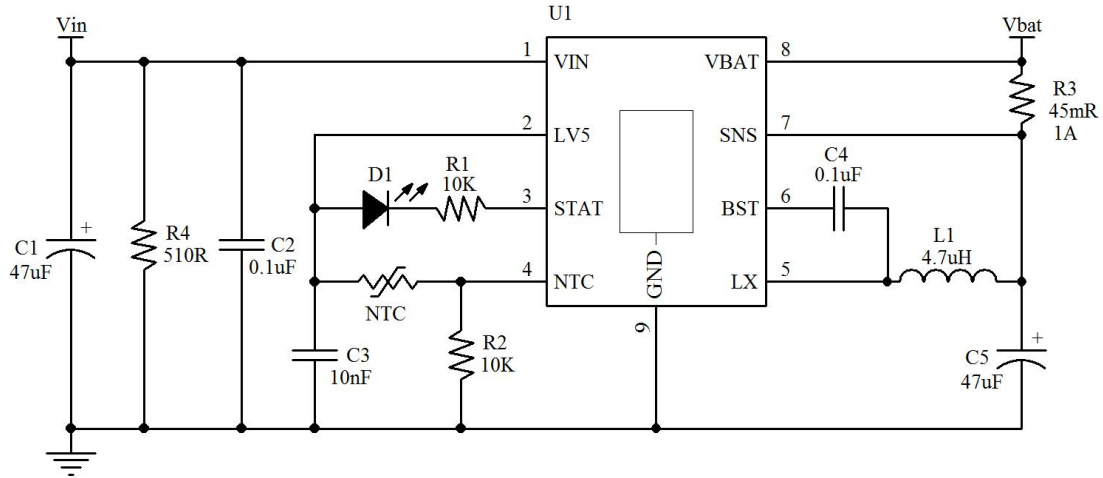 U1
Vin
Vbat
1
VIN
VBAT
8
R3
45mR
1A
2
LV5
SNS
7
D1
R1
10K
C4
0.1uF
3
STAT
BST
6
C1
47uF
+
R4
510R
C2
0.1uF
L1
4.7uH
4
NTC
GND
LX
5
NTC
9
C3
10nF
R2
10K
C5
47uF
+